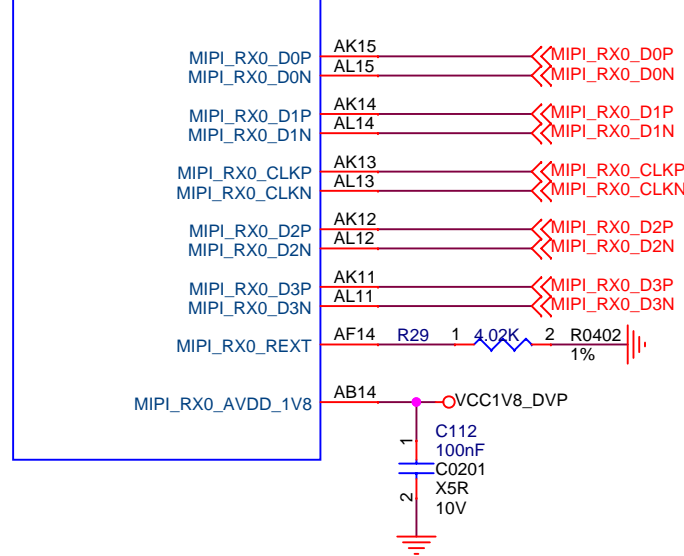 MIPI_RX0_D0P AK15 MIPI_RX0_D0P
MIPI_RX0_D0N AL15 MIPI_RX0_D0N
MIPI_RX0_D1P AK14 MIPI_RX0_D1P
MIPI_RX0_D1N AL14 MIPI_RX0_D1N
MIPI_RX0_CLKP AK13 MIPI_RX0_CLKP
MIPI_RX0_CLKN AL13 MIPI_RX0_CLKN
MIPI_RX0_D2P AK12 MIPI_RX0_D2P
MIPI_RX0_D2N AL12 MIPI_RX0_D2N
MIPI_RX0_D3P AK11 MIPI_RX0_D3P
MIPI_RX0_D3N AL11 MIPI_RX0_D3N
MIPI_RX0_REXT AF14 R29 1 4.02K 2 R0402
1%
MIPI_RX0_AVDD_1V8 AB14 VCC1V8_DVP
1 C112
100nF
C0201
2 X5R
10V